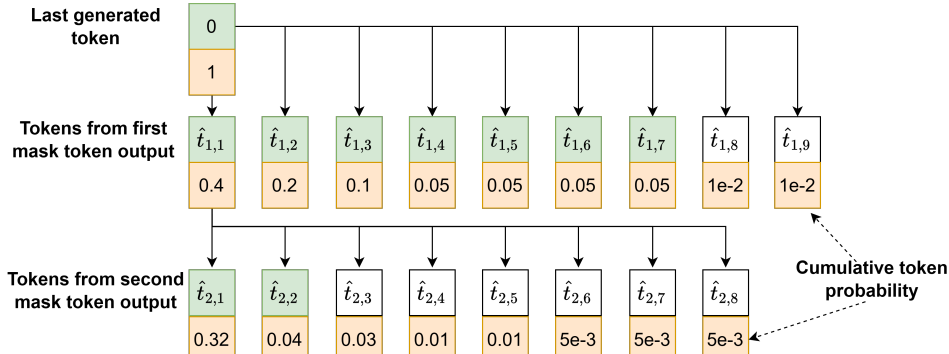 Last generated
token
0
1
Tokens from first
mask token output
t̂1,1 t̂1,2 t̂1,3 t̂1,4 t̂1,5 t̂1,6 t̂1,7 t̂1,8 t̂1,9
0.4 0.2 0.1 0.05 0.05 0.05 0.05 1e-2 1e-2
Tokens from second
mask token output
t̂2,1 t̂2,2 t̂2,3 t̂2,4 t̂2,5 t̂2,6 t̂2,7 t̂2,8
0.32 0.04 0.03 0.01 0.01 5e-3 5e-3 5e-3
Cumulative token
probability